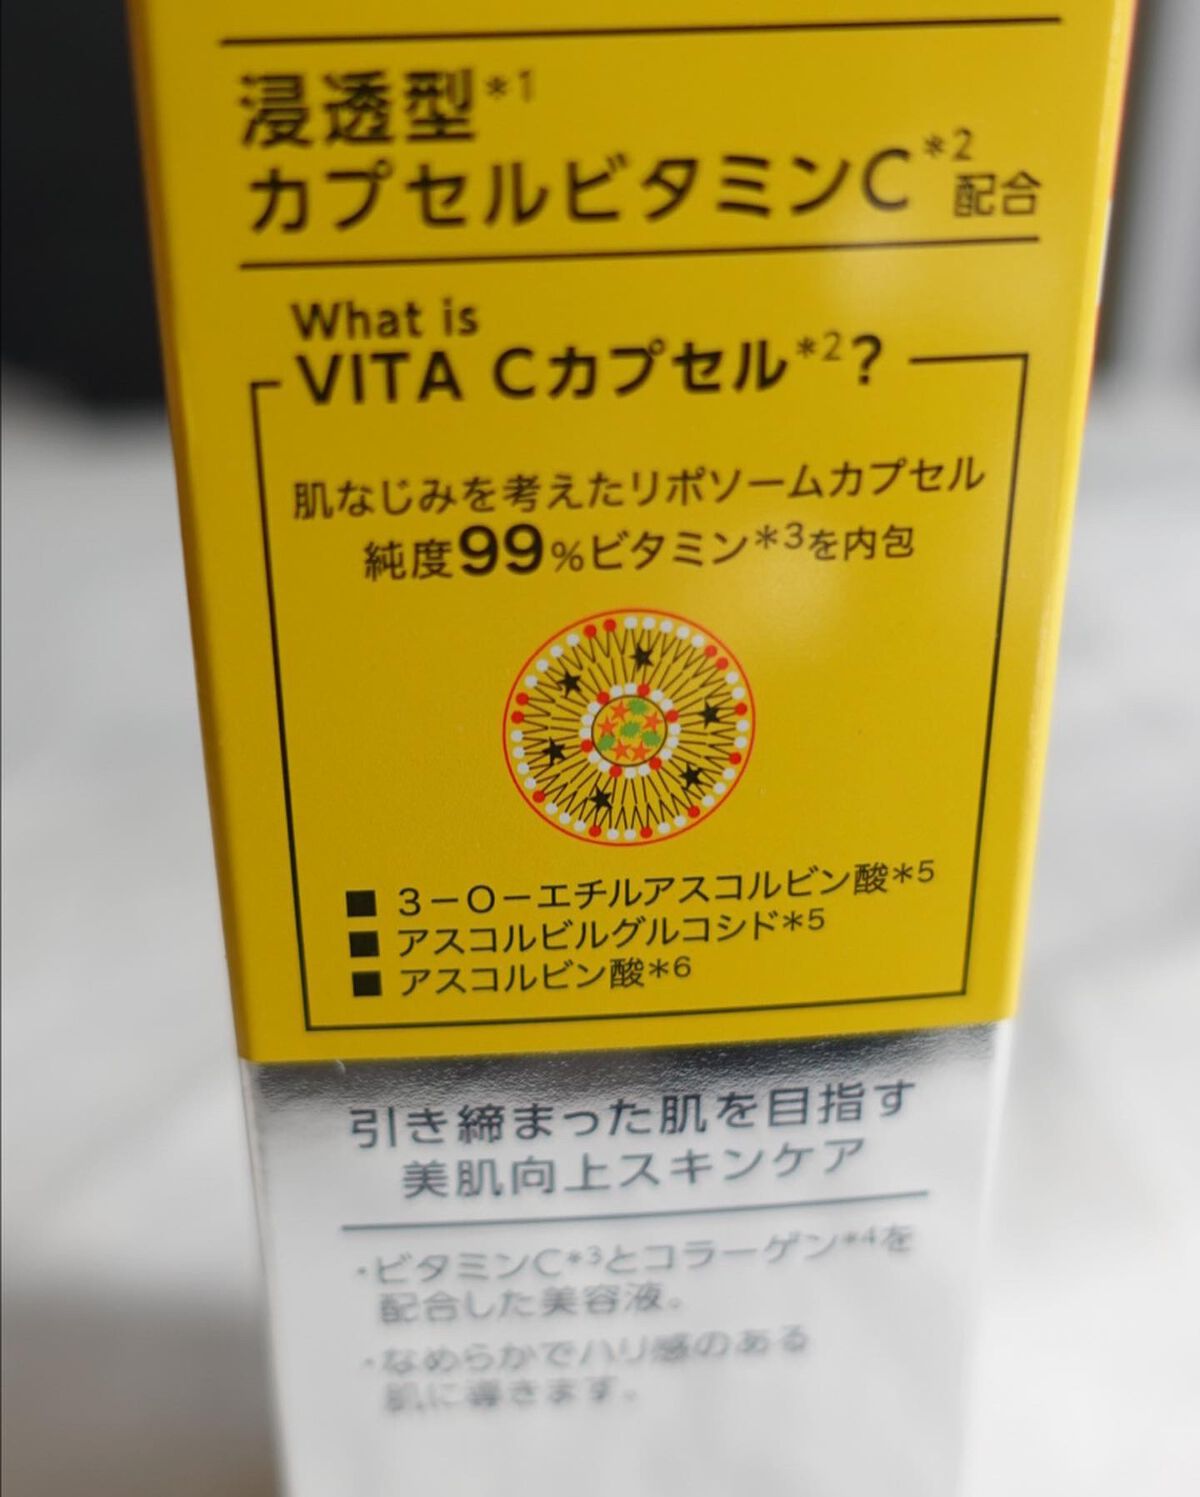 浸透型*1
カプセルビタミンC*2配合
What is
VITA Cカプセル*2?
肌なじみを考えたリポソームカプセル
純度99%ビタミン*3を内包
■ 3-O-エチルアスコルビン酸*5
■ アスコルビルグルコシド*5
■ アスコルビン酸*6
引き締まった肌を目指す
美肌向上スキンケア
・ビタミンC*3とコラーゲン*4を
配合した美容液。
・なめらかでハリ感のある
肌に導きます。